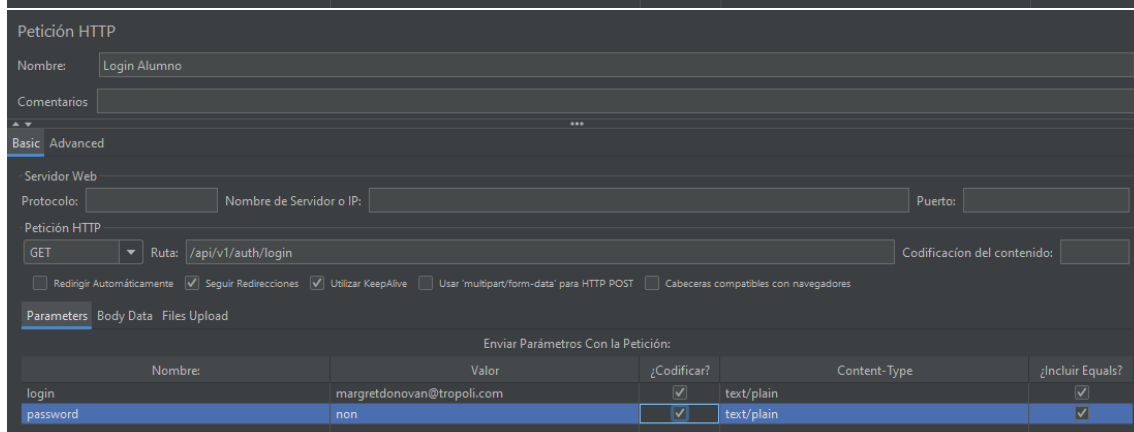 Petición HTTP
Nombre: Login Alumno
Comentarios
Basic Advanced
Servidor Web
Protocolo: Nombre de Servidor o IP: Puerto:
Petición HTTP
GET Ruta: /api/v1/auth/login Codificacíon del contenido:
Redirigir Automáticamente Seguir Redirecciones Utilizar KeepAlive Usar 'multipart/form-data' para HTTP POST Cabeceras compatibles con navegadores
Parameters Body Data Files Upload
Enviar Parámetros Con la Petición:
Nombre: Valor ¿Codificar? Content-Type ¿Incluir Equals?
login margretdonovan@tropoli.com text/plain
password non text/plain